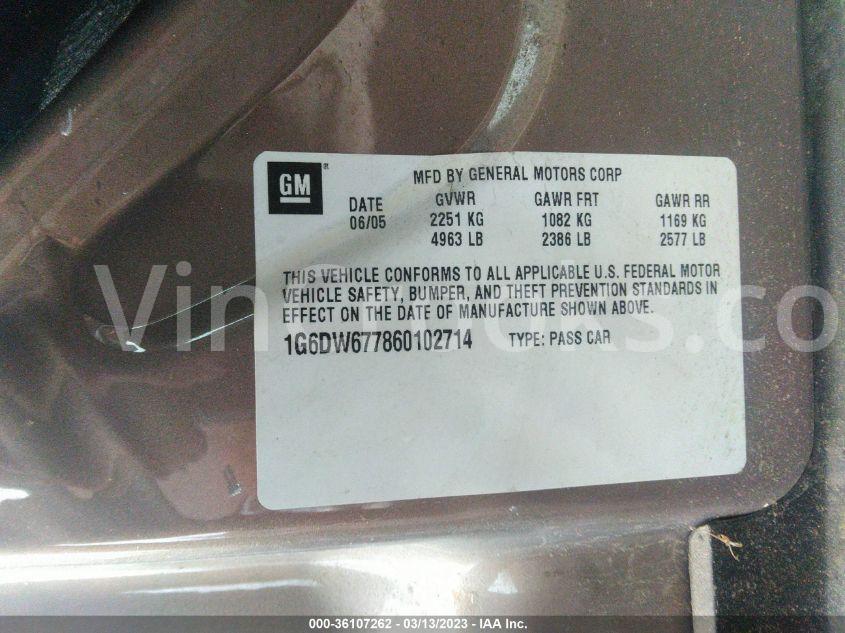 GM®
MFD BY GENERAL MOTORS CORP
DATE GVWR GAWR FRT GAWR RR
06/05 2251 KG 1082 KG 1169 KG
4963 LB 2386 LB 2577 LB
THIS VEHICLE CONFORMS TO ALL APPLICABLE U.S. FEDERAL MOTOR
VEHICLE SAFETY, BUMPER, AND THEFT PREVENTION STANDARDS IN
EFFECT ON THE DATE OF MANUFACTURE SHOWN ABOVE.
1G6DW677860102714 TYPE: PASS CAR
000-36107262 - 03/13/2023 - IAA Inc.